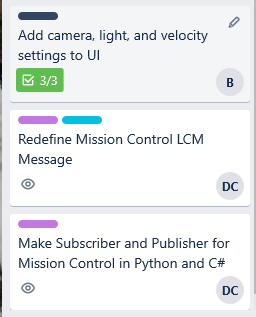 Add camera, light, and velocity
settings to UI
3/3
B
Redefine Mission Control LCM
Message
DC
Make Subscriber and Publisher for
Mission Control in Python and C#
DC